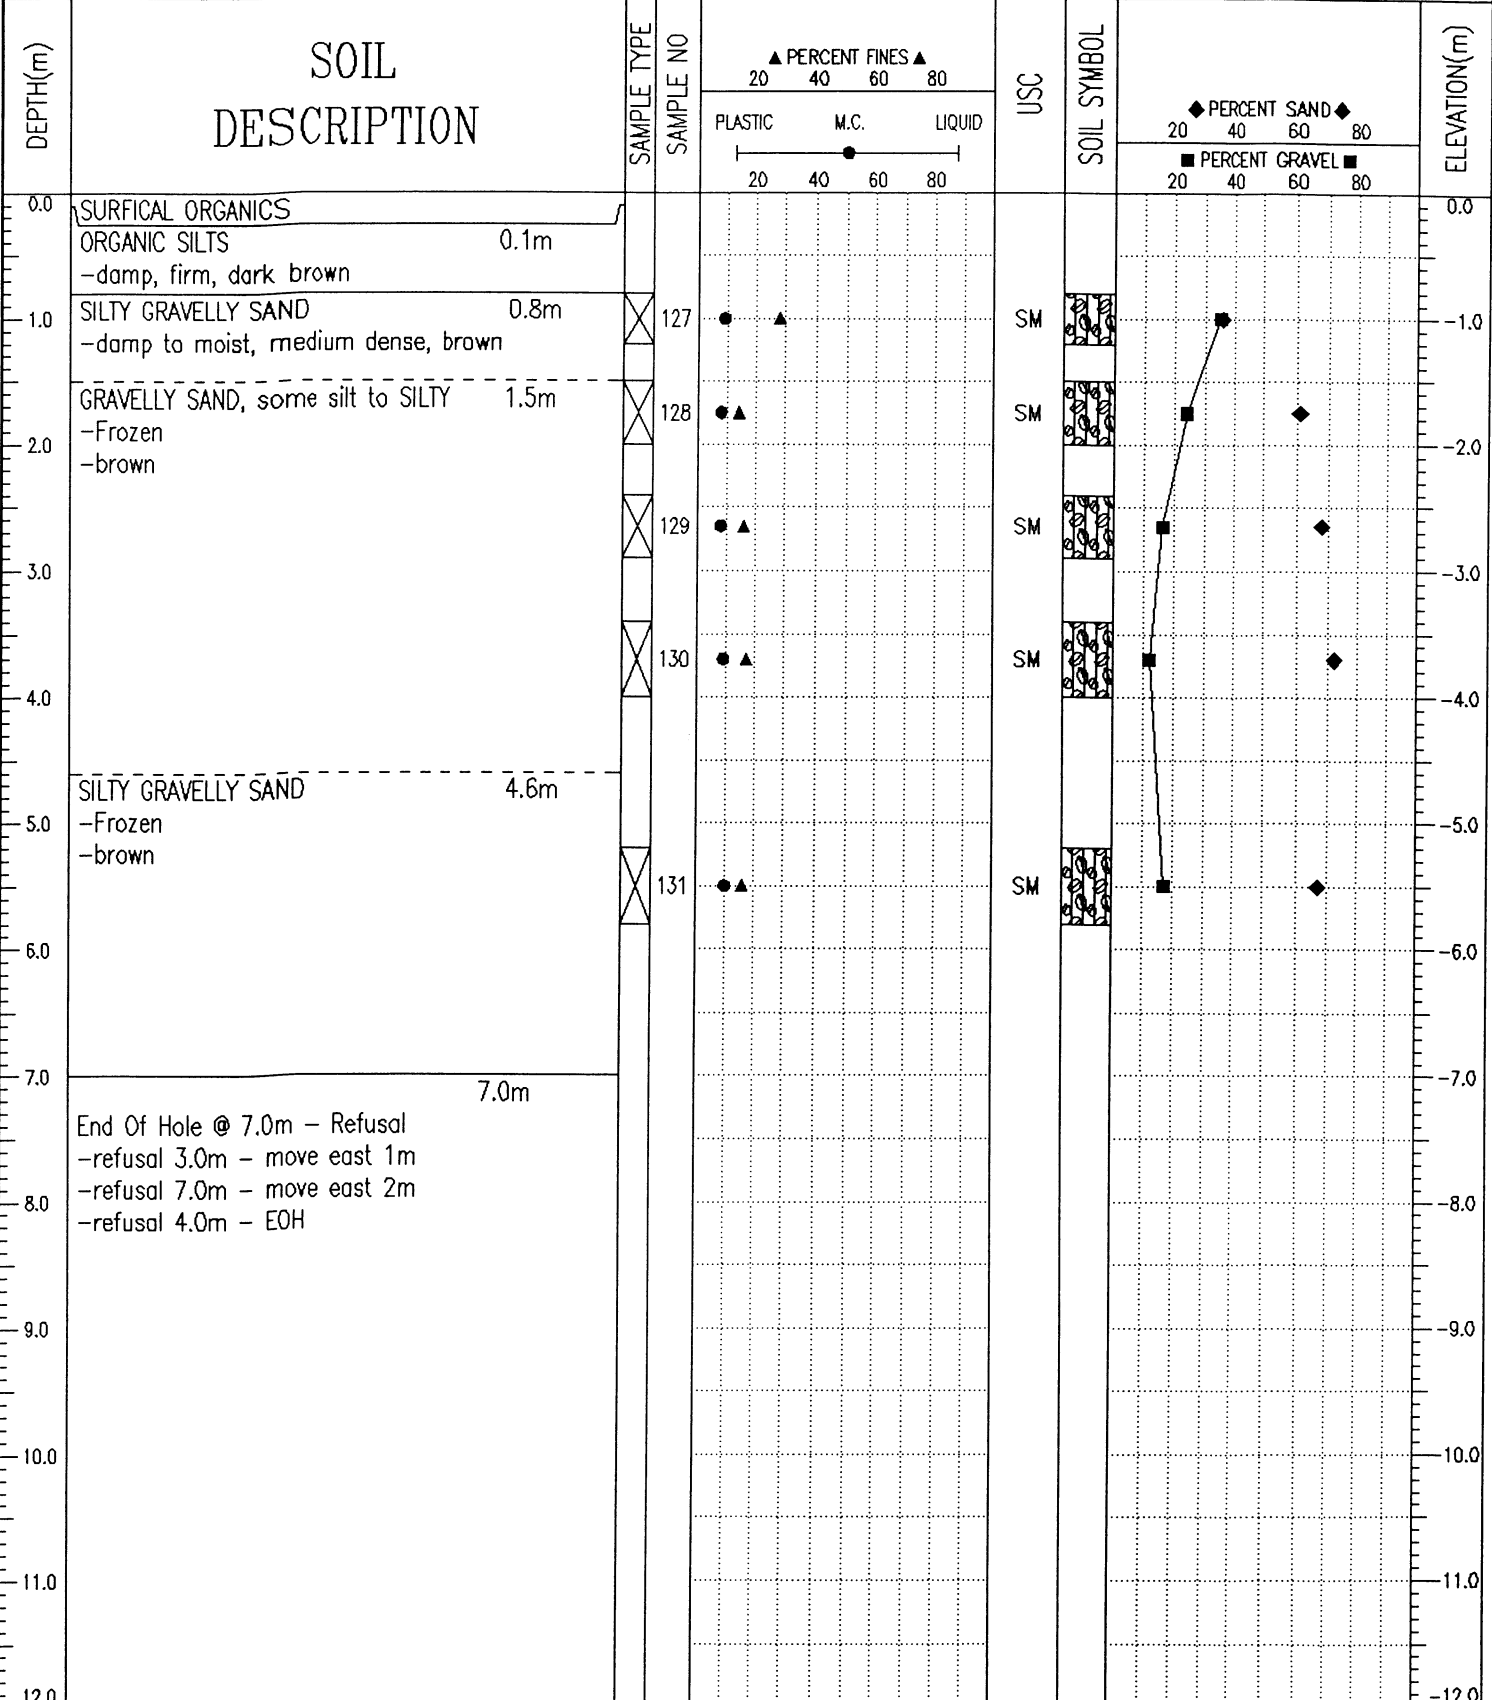 DEPTH(m)
SOIL
DESCRIPTION
SAMPLE TYPE
SAMPLE NO
▲ PERCENT FINES ▲
20 40 60 80
PLASTIC M.C. LIQUID
20 40 60 80
USC
SOIL SYMBOL
◆ PERCENT SAND ◆
20 40 60 80
■ PERCENT GRAVEL ■
20 40 60 80
ELEVATION(m)
0.0 SURFICAL ORGANICS 0.0
ORGANIC SILTS 0.1m
-damp, firm, dark brown
SILTY GRAVELLY SAND 0.8m
1.0 127 SM -1.0
-damp to moist, medium dense, brown
GRAVELLY SAND, some silt to SILTY 1.5m
128 SM
-Frozen
2.0 -2.0
-brown
129 SM
3.0 -3.0
130 SM
4.0 -4.0
SILTY GRAVELLY SAND 4.6m
5.0 -Frozen -5.0
-brown
131 SM
6.0 -6.0
7.0 -7.0
7.0m
End Of Hole @ 7.0m - Refusal
-refusal 3.0m - move east 1m
-refusal 7.0m - move east 2m
8.0 -8.0
-refusal 4.0m - EOH
9.0 -9.0
10.0 -10.0
11.0 -11.0
12.0 -12.0